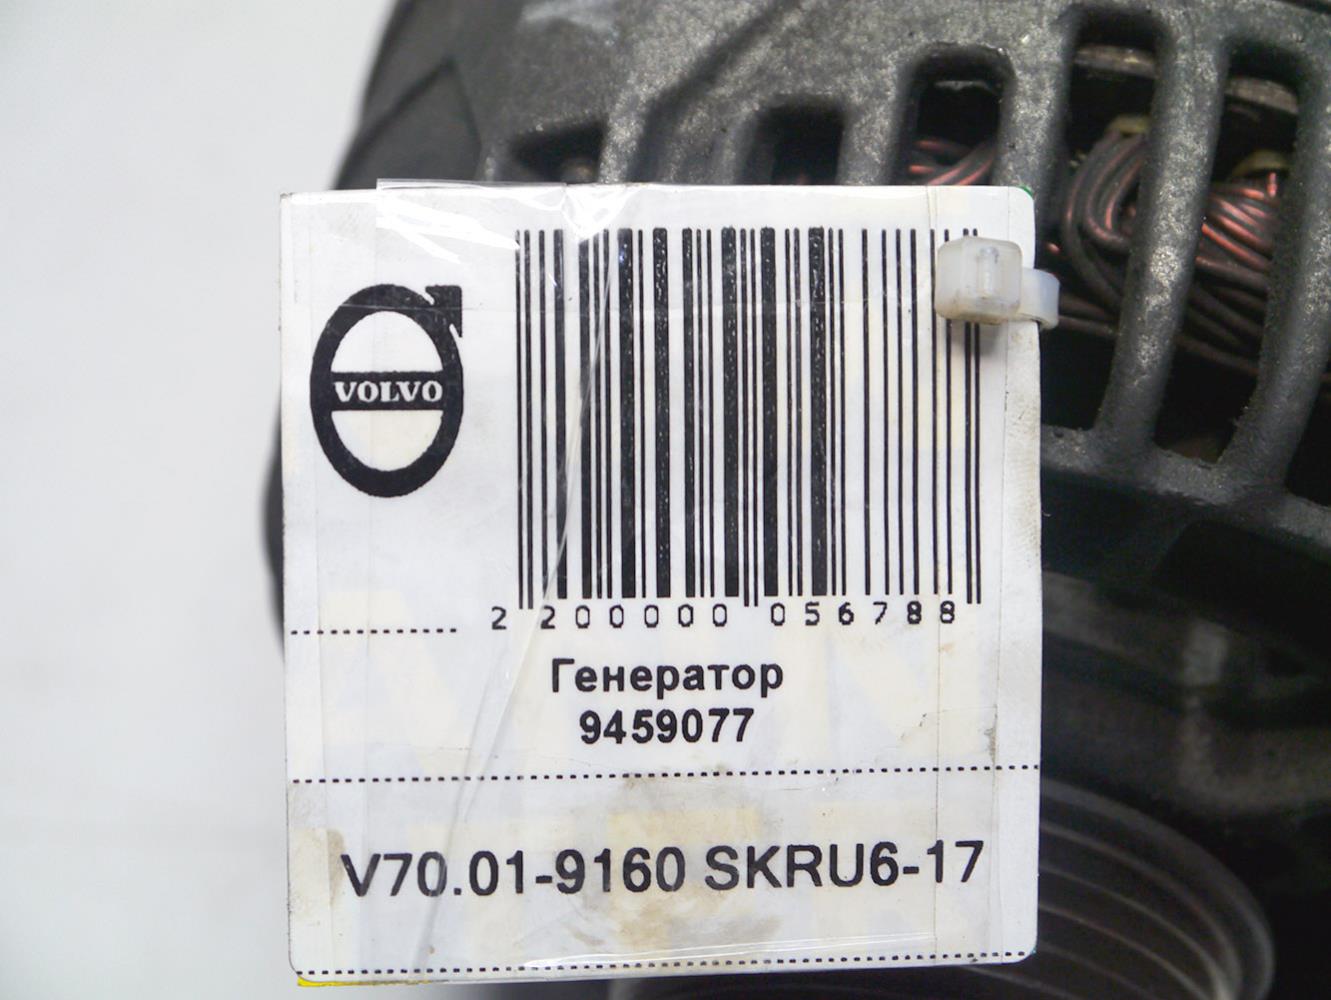 VOLVO
2 200000 056788
Генератор
9459077
V70.01-9160 SKRU6-17